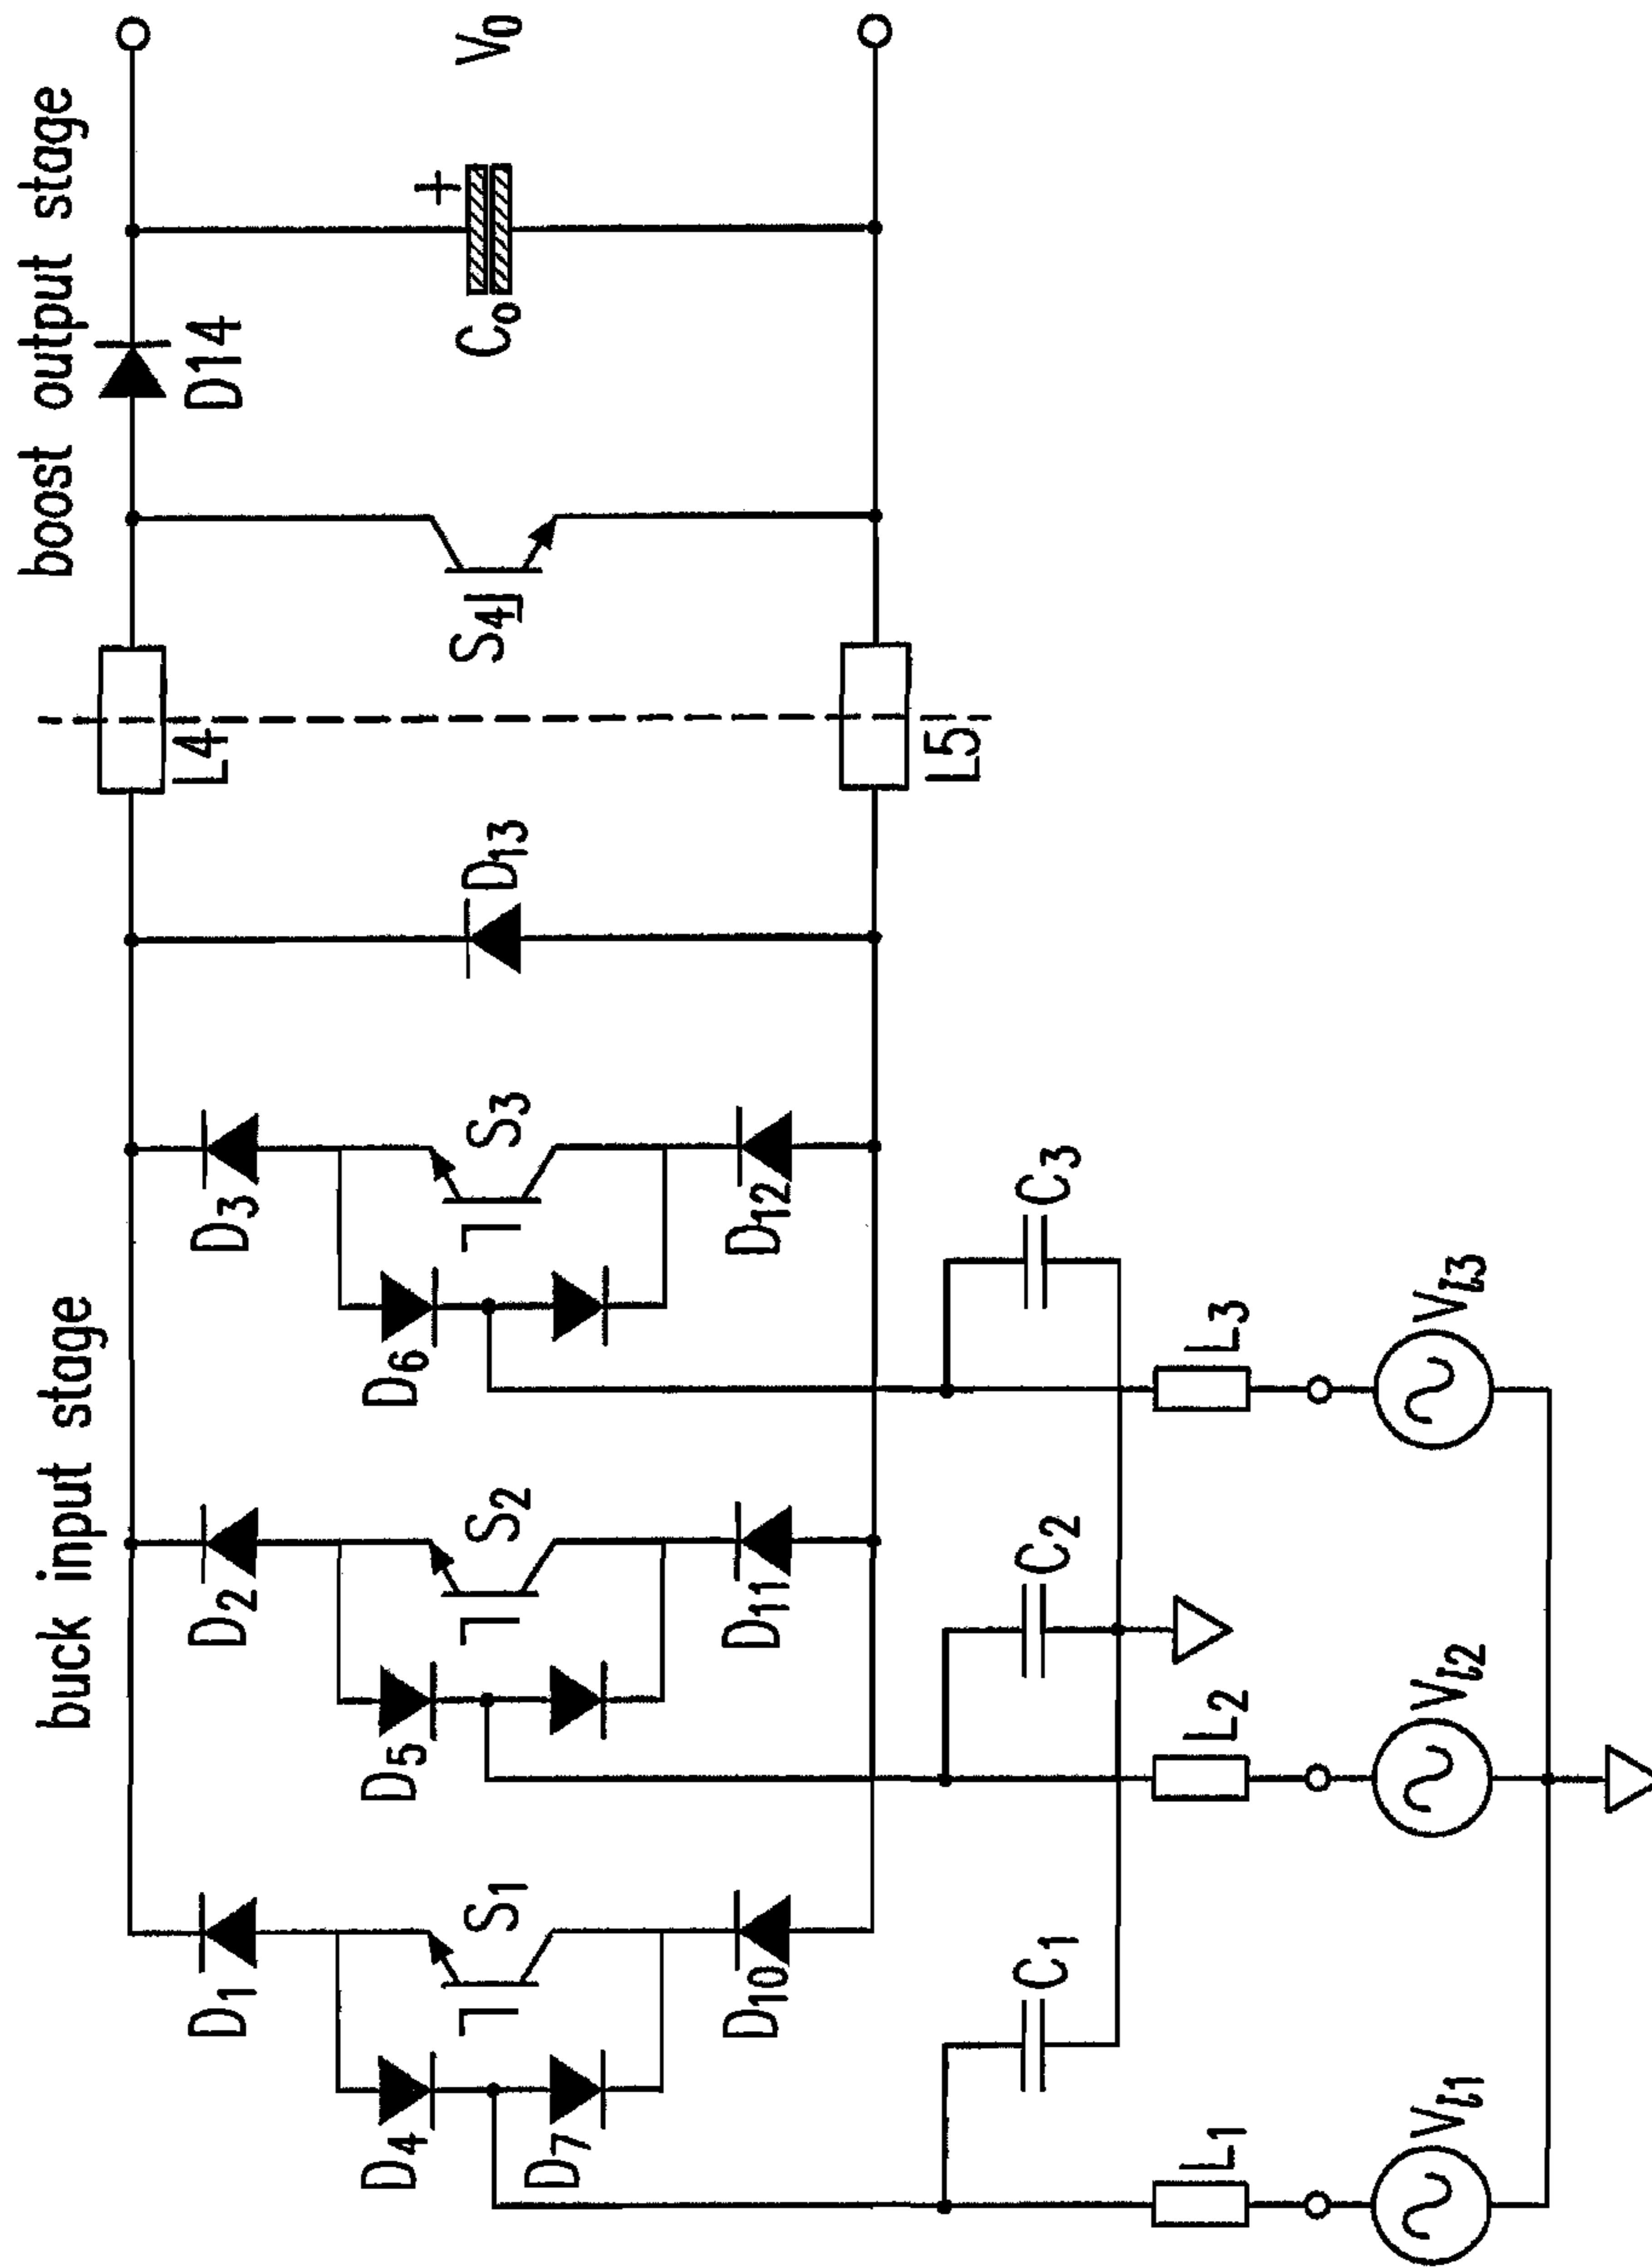 buck input stage
boost output stage
D1
D2
D3
D4
D5
D6
D7
S1
S2
S3
D10
D11
D12
D13
L4
L5
S4
D14
C0
+
V0
C1
C2
C3
L1
L2
L3
Vl1
Vl2
Vl3